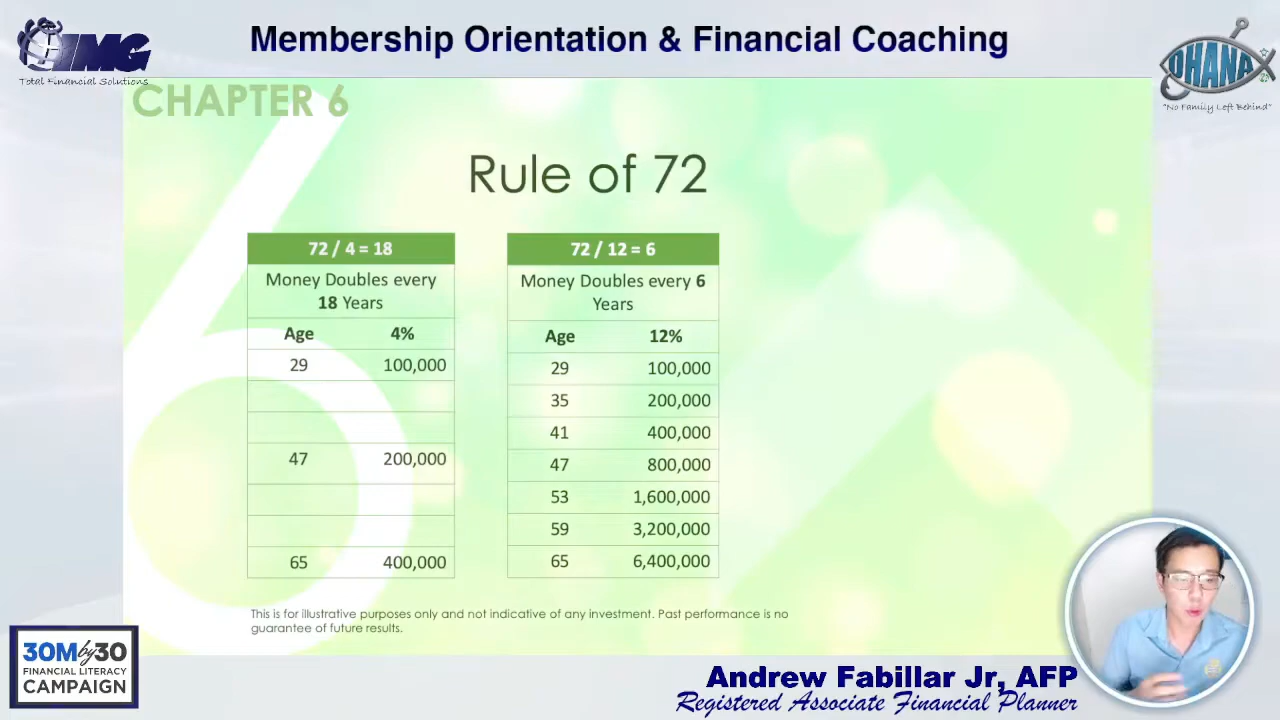 IMG
Total Financial Solutions
Membership Orientation & Financial Coaching
OHANA
"No Family Left Behind"
CHAPTER 6
Rule of 72
72 / 4 = 18
Money Doubles every
18 Years
Age 4%
29 100,000
47 200,000
65 400,000
72 / 12 = 6
Money Doubles every 6
Years
Age 12%
29 100,000
35 200,000
41 400,000
47 800,000
53 1,600,000
59 3,200,000
65 6,400,000
This is for illustrative purposes only and not indicative of any investment. Past performance is no
guarantee of future results.
30M by 30
FINANCIAL LITERACY
CAMPAIGN
Andrew Fabillar Jr, AFP
Registered Associate Financial Planner